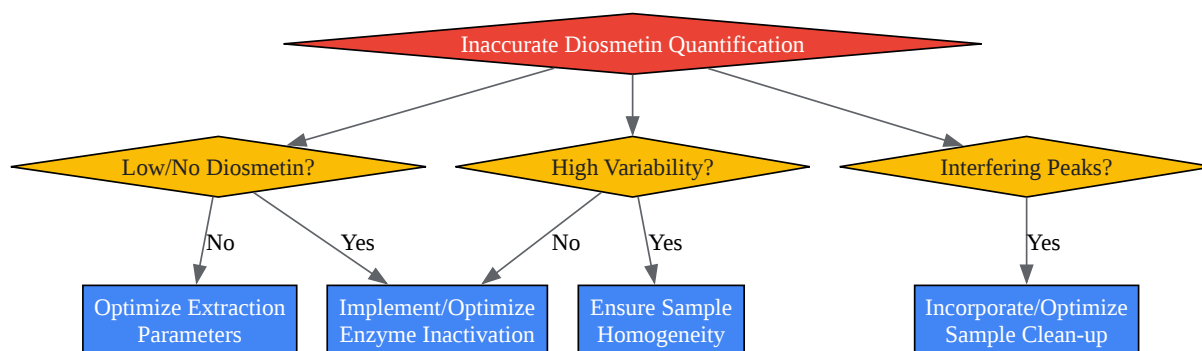 Inaccurate Diosmetin Quantification
Low/No Diosmetin?
High Variability?
Interfering Peaks?
No
Yes
No
Yes
Yes
Optimize Extraction
Parameters
Implement/Optimize
Enzyme Inactivation
Ensure Sample
Homogeneity
Incorporate/Optimize
Sample Clean-up